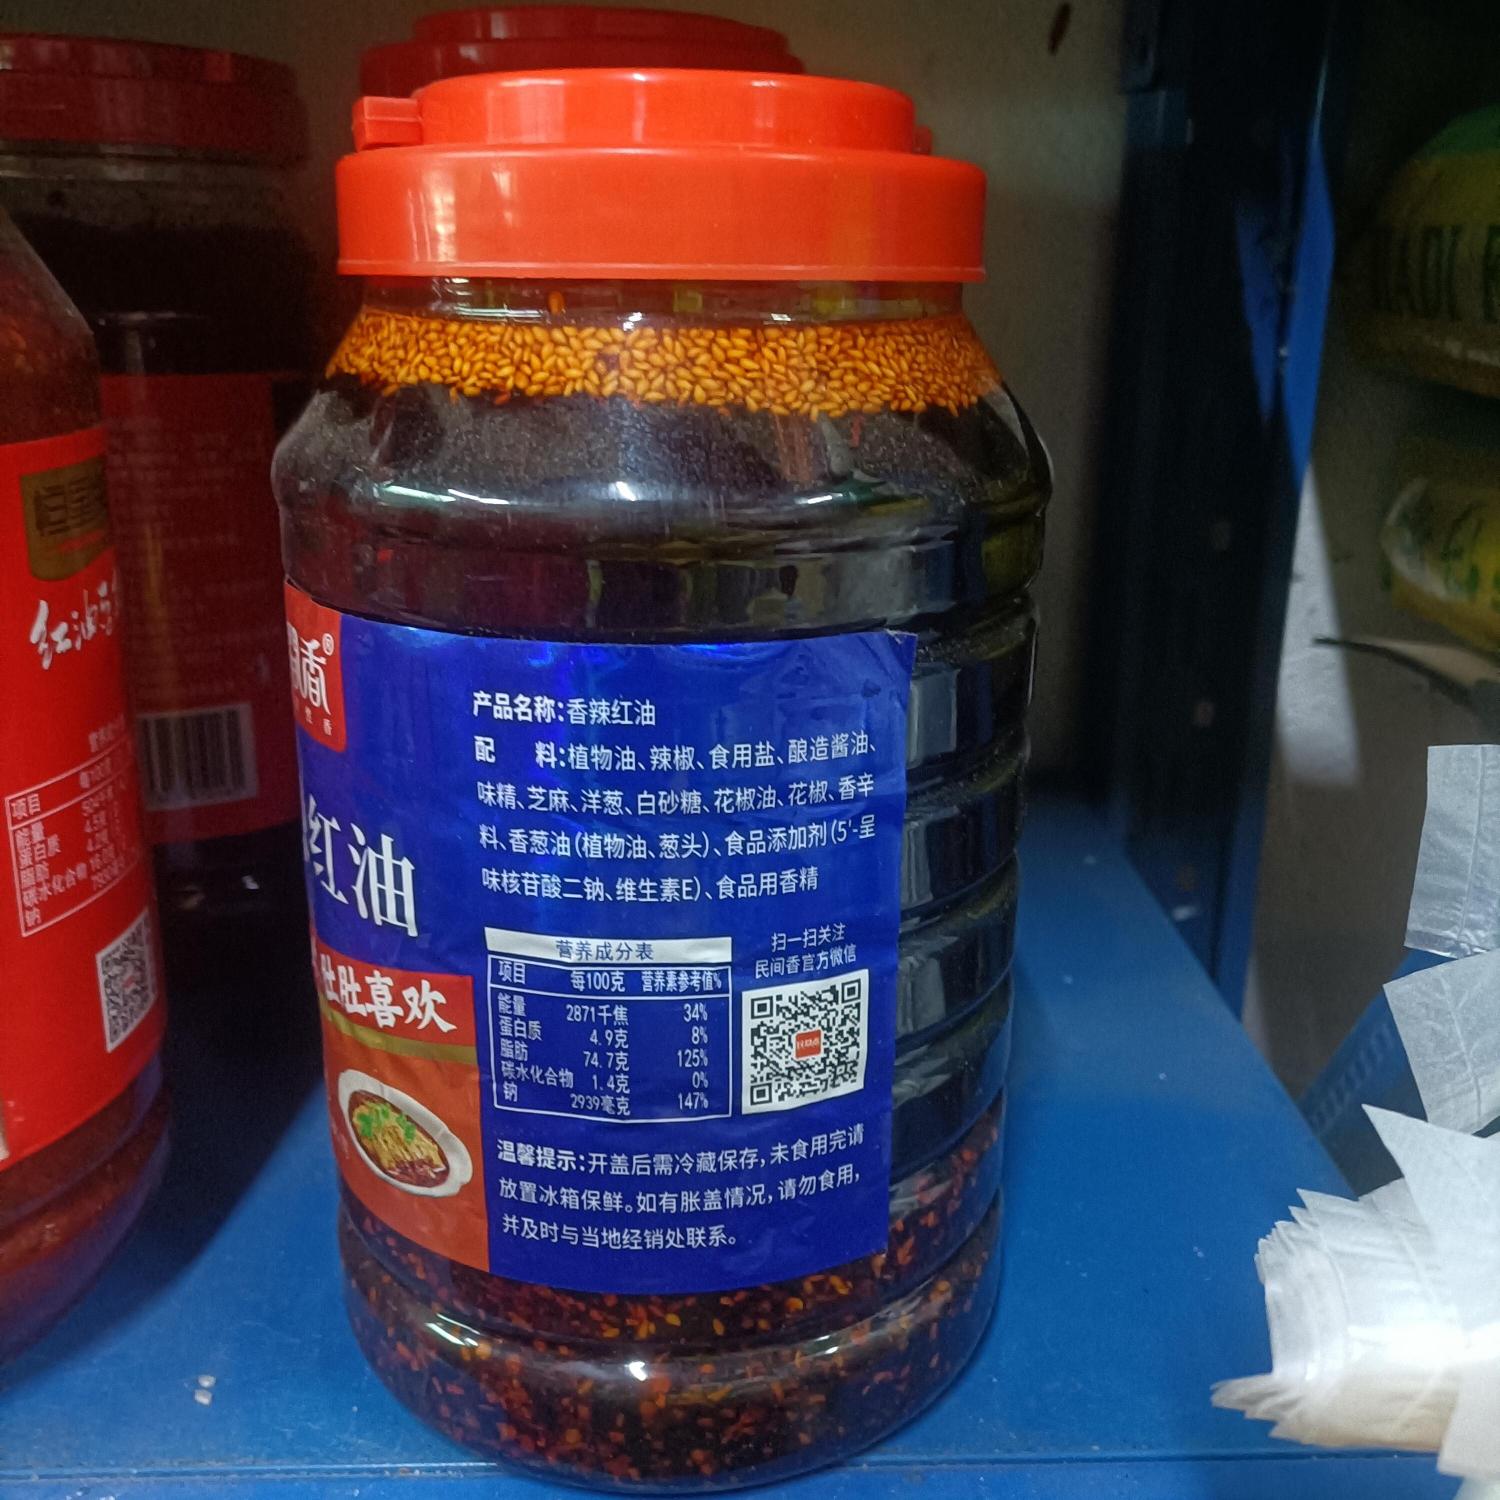 香®
红油
肚肚喜欢
产品名称:香辣红油
配 料:植物油、辣椒、食用盐、酿造酱油、
味精、芝麻、洋葱、白砂糖、花椒油、花椒、香辛
料、香葱油(植物油、葱头)、食品添加剂(5'-呈
味核苷酸二钠、维生素E)、食品用香精
营养成分表
项目 每100克 营养素参考值%
能量 2871千焦 34%
蛋白质 4.9克 8%
脂肪 74.7克 125%
碳水化合物 1.4克 0%
钠 2939毫克 147%
扫一扫关注
民间香官方微信
温馨提示:开盖后需冷藏保存,未食用完请
放置冰箱保鲜。如有胀盖情况,请勿食用,
并及时与当地经销处联系。
红油
项目
能量
蛋白质
脂肪
碳水化合物
钠